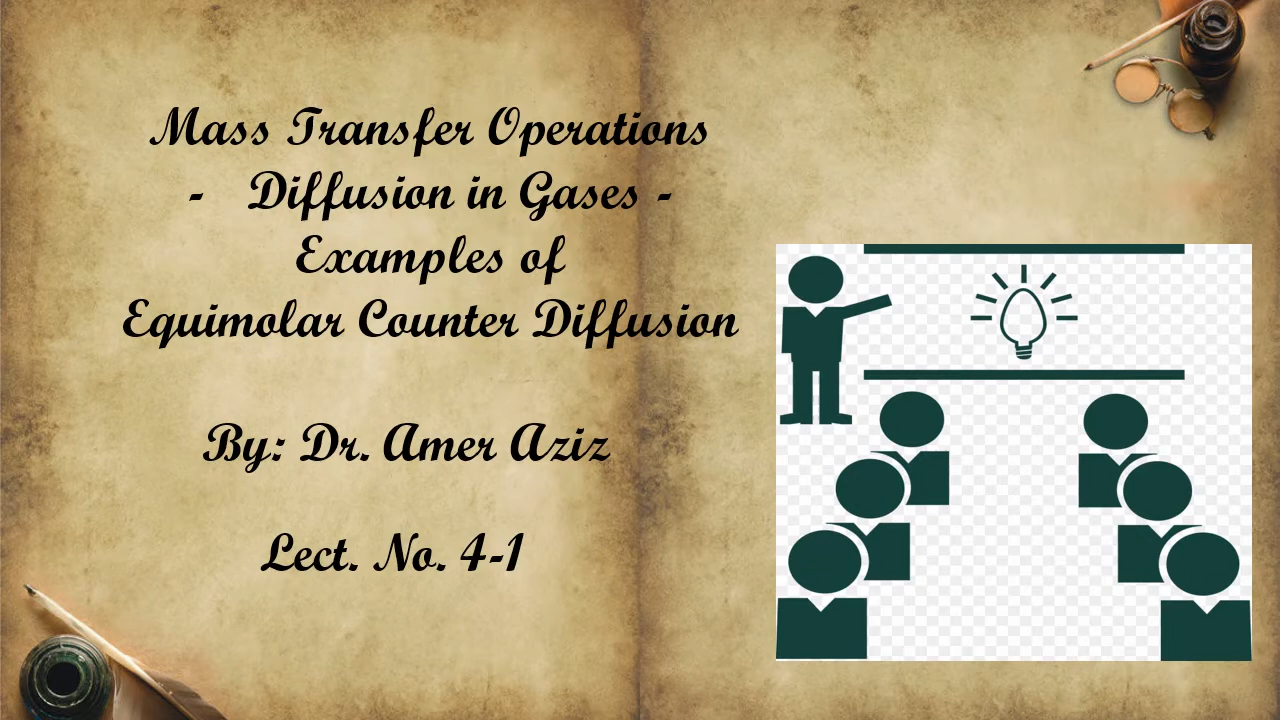 Mass Transfer Operations
- Diffusion in Gases -
Examples of
Equimolar Counter Diffusion
By: Dr. Amer Aziz
Lect. No. 4-1